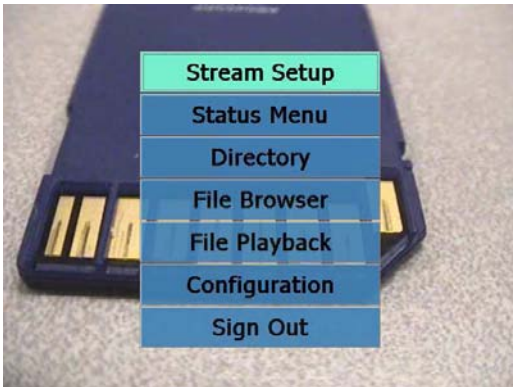 Stream Setup
Status Menu
Directory
File Browser
File Playback
Configuration
Sign Out